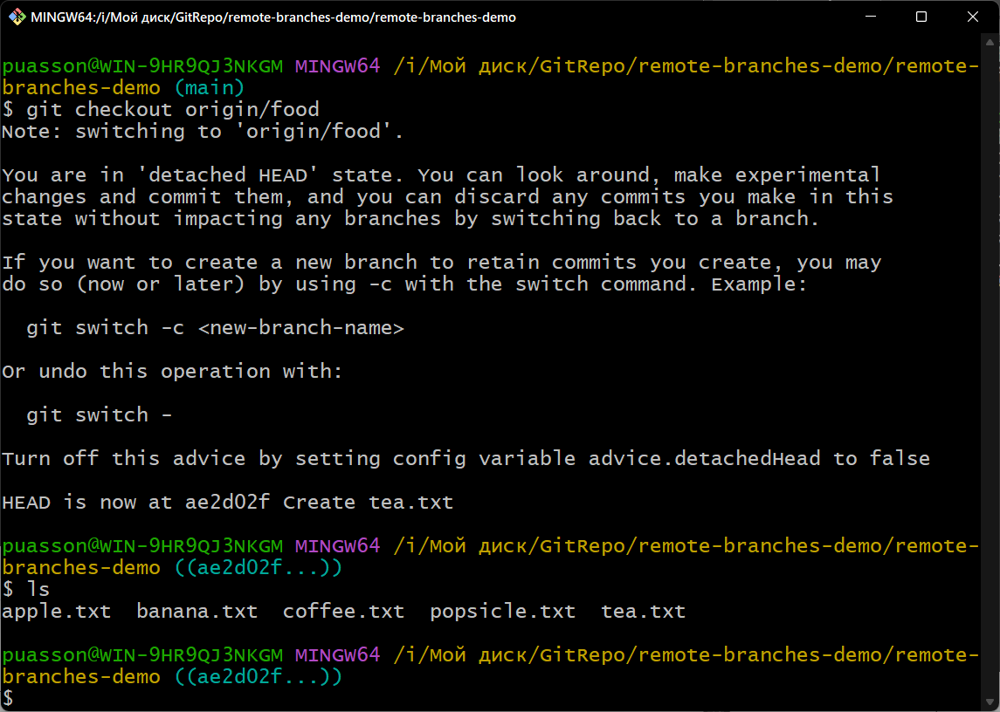 MINGW64:/i/Мой диск/GitRepo/remote-branches-demo/remote-branches-demo
puasson@WIN-9HR9QJ3NKGM MINGW64 /i/Мой диск/GitRepo/remote-branches-demo/remote-
branches-demo (main)
$ git checkout origin/food
Note: switching to 'origin/food'.
You are in 'detached HEAD' state. You can look around, make experimental
changes and commit them, and you can discard any commits you make in this
state without impacting any branches by switching back to a branch.
If you want to create a new branch to retain commits you create, you may
do so (now or later) by using -c with the switch command. Example:
git switch -c <new-branch-name>
Or undo this operation with:
git switch -
Turn off this advice by setting config variable advice.detachedHead to false
HEAD is now at ae2d02f Create tea.txt
puasson@WIN-9HR9QJ3NKGM MINGW64 /i/Мой диск/GitRepo/remote-branches-demo/remote-
branches-demo ((ae2d02f...))
$ ls
apple.txt  banana.txt  coffee.txt  popsicle.txt  tea.txt
puasson@WIN-9HR9QJ3NKGM MINGW64 /i/Мой диск/GitRepo/remote-branches-demo/remote-
branches-demo ((ae2d02f...))
$